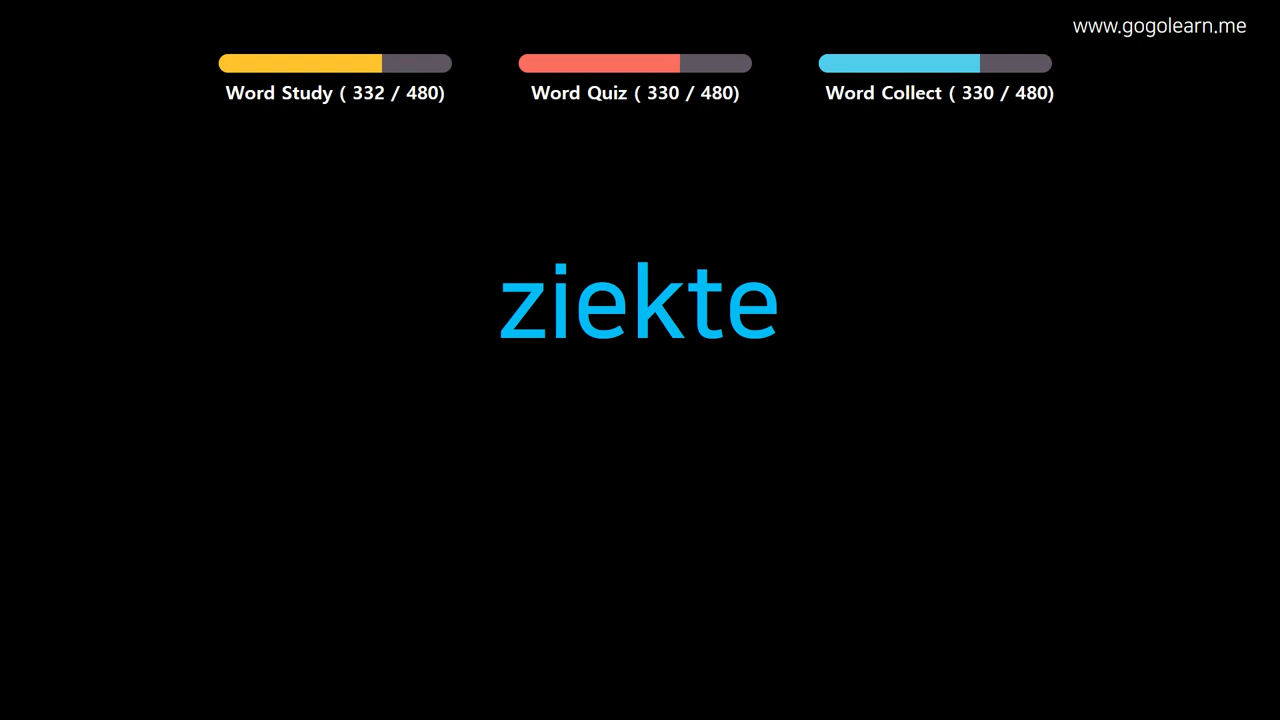 www.gogolearn.me
Word Study ( 332 / 480)
Word Quiz ( 330 / 480)
Word Collect ( 330 / 480)
ziekte